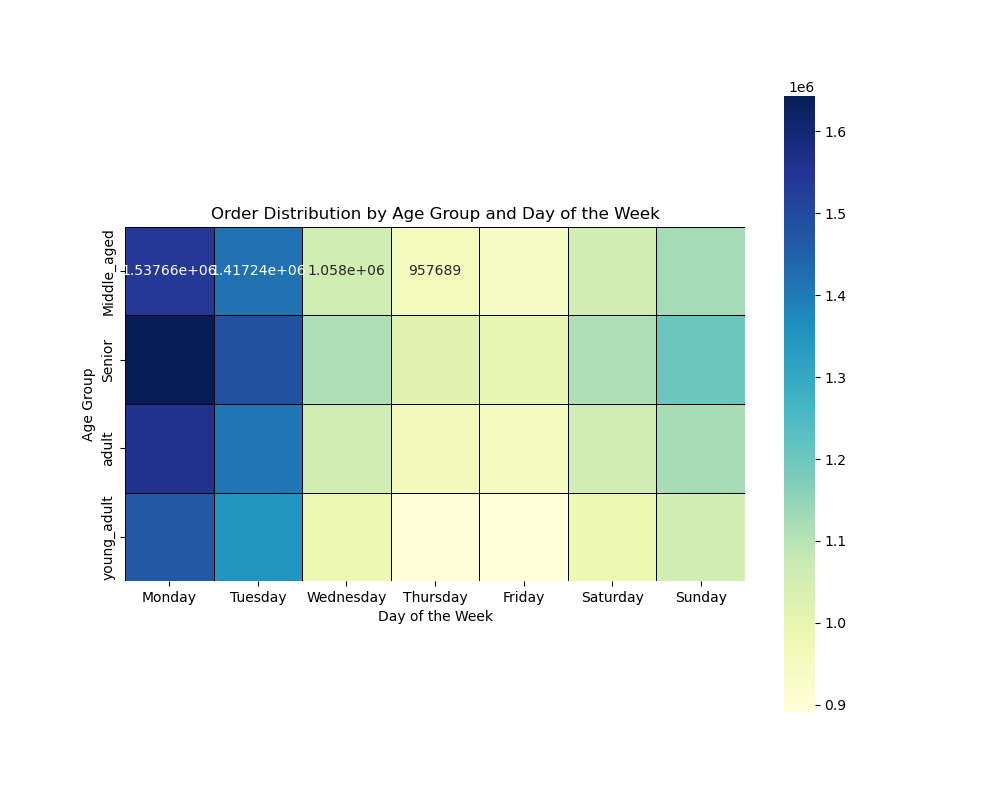 1e6
Order Distribution by Age Group and Day of the Week
Age Group
Middle_aged
Senior
adult
young_adult
1.53766e+06
1.41724e+06
1.058e+06
957689
Monday
Tuesday
Wednesday
Thursday
Friday
Saturday
Sunday
Day of the Week
1.6
1.5
1.4
1.3
1.2
1.1
1.0
0.9